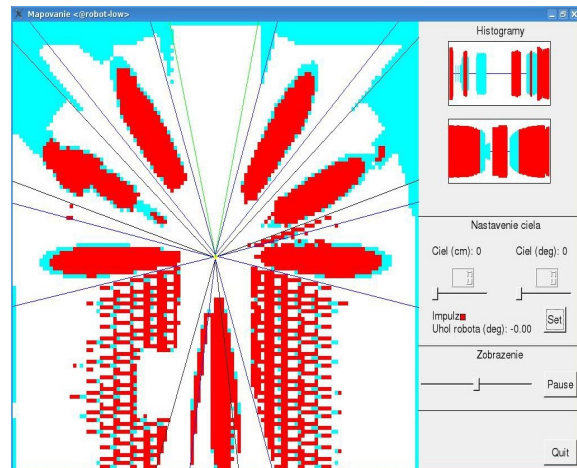 Mapovanie <@robot-low>
Histogramy
Nastavenie ciela
Ciel (cm): 0
Ciel (deg): 0
Impulz
Uhol robota (deg): -0.00
Set
Zobrazenie
Pause
Quit